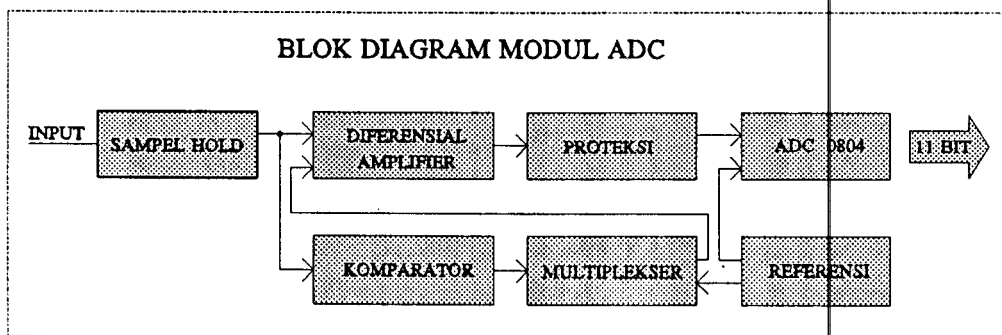 BLOK DIAGRAM MODUL ADC
INPUT
SAMPEL HOLD
DIFERENSIAL
AMPLIFIER
PROTEKSI
ADC 0804
11 BIT
KOMPARATOR
MULTIPLEKSER
REFERENSI